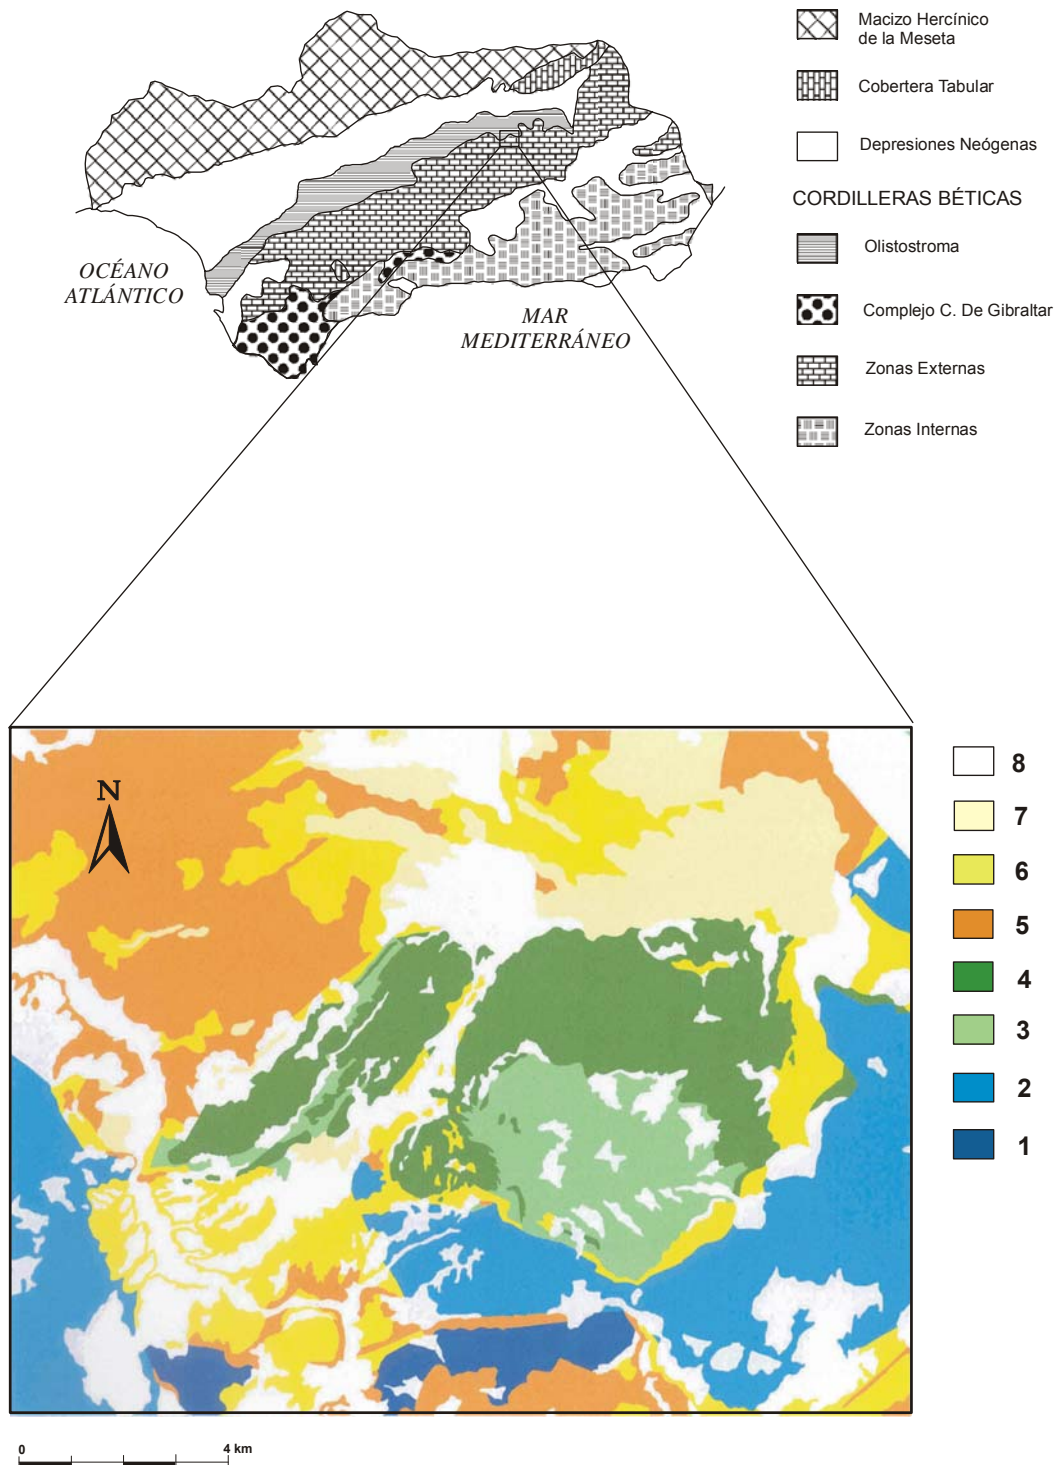 Macizo Hercínico
de la Meseta
Cobertera Tabular
Depresiones Neógenas
CORDILLERAS BÉTICAS
Olistostroma
Complejo C. De Gibraltar
Zonas Externas
Zonas Internas
OCÉANO
ATLÁNTICO
MAR
MEDITERRÁNEO
N
8
7
6
5
4
3
2
1
0
4 km